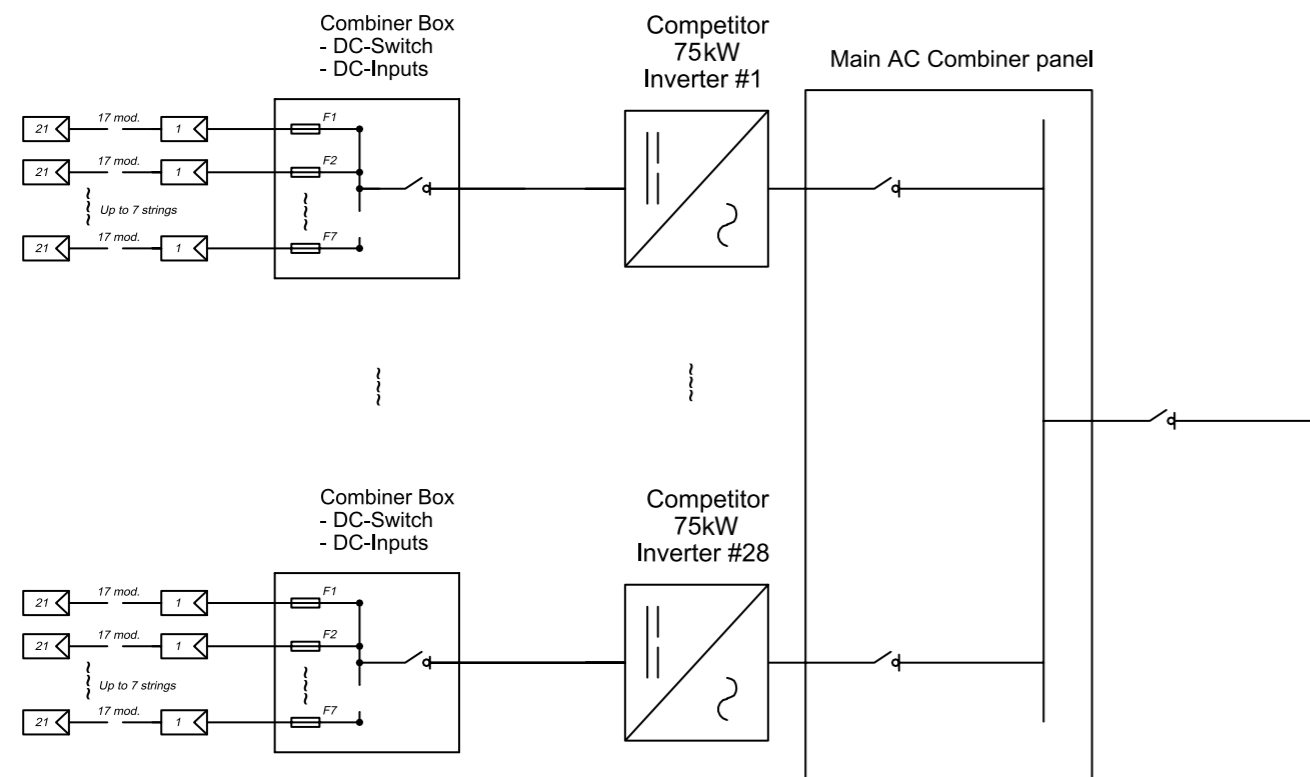 Combiner Box
- DC-Switch
- DC-Inputs
Competitor
75kW
Inverter #1
Main AC Combiner panel
21 17 mod. 1 F1
21 17 mod. 1 F2
Up to 7 strings
21 17 mod. 1 F7
Combiner Box
- DC-Switch
- DC-Inputs
Competitor
75kW
Inverter #28
21 17 mod. 1 F1
21 17 mod. 1 F2
Up to 7 strings
21 17 mod. 1 F7